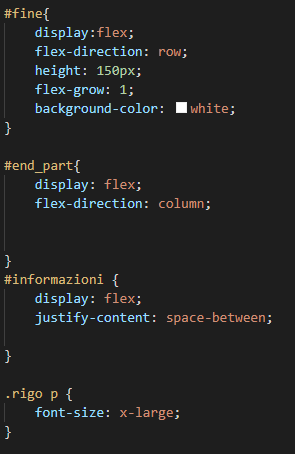 #fine{
    display:flex;
    flex-direction: row;
    height: 150px;
    flex-grow: 1;
    background-color: white;
}

#end_part{
    display: flex;
    flex-direction: column;


}
#informazioni {
    display: flex;
    justify-content: space-between;

}

.rigo p {
    font-size: x-large;
}